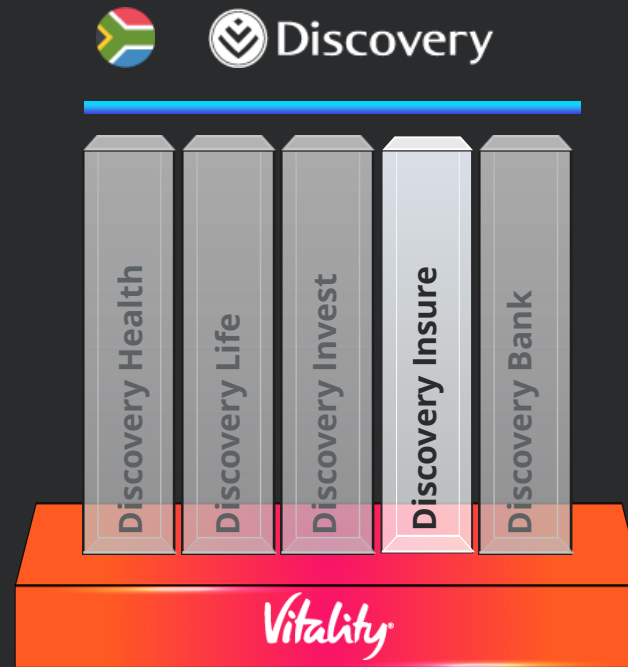 Discovery
Discovery Health
Discovery Life
Discovery Invest
Discovery Insure
Discovery Bank
Vitality®